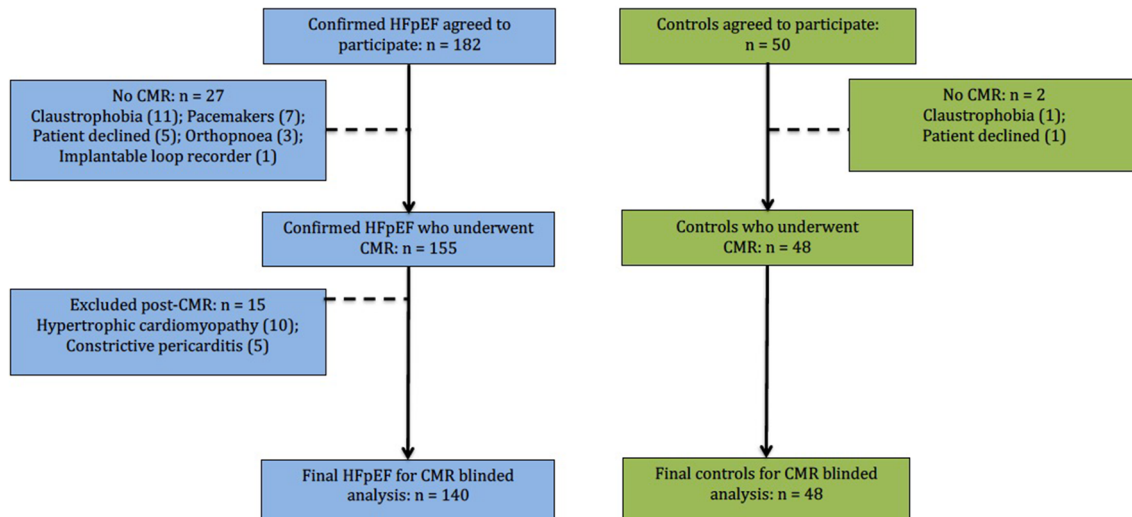 Confirmed HFpEF agreed to
participate: n = 182
Controls agreed to participate:
n = 50
No CMR: n = 27
Claustrophobia (11); Pacemakers (7);
Patient declined (5); Orthopnoea (3);
Implantable loop recorder (1)
No CMR: n = 2
Claustrophobia (1);
Patient declined (1)
Confirmed HFpEF who underwent
CMR: n = 155
Controls who underwent
CMR: n = 48
Excluded post-CMR: n = 15
Hypertrophic cardiomyopathy (10);
Constrictive pericarditis (5)
Final HFpEF for CMR blinded
analysis: n = 140
Final controls for CMR blinded
analysis: n = 48